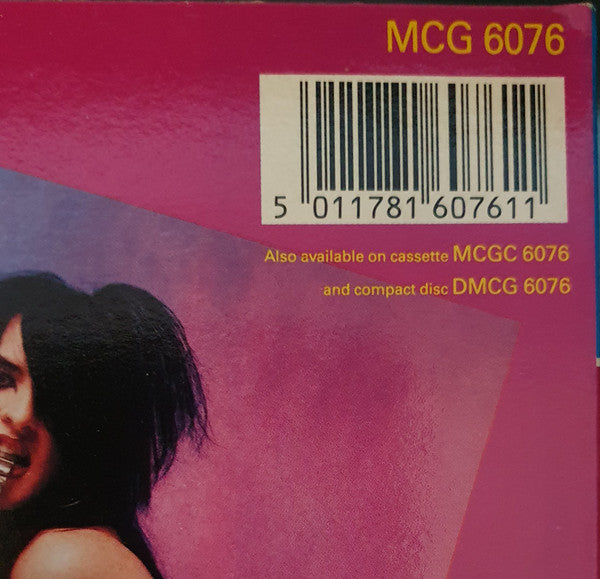 MCG 6076
5 011781 607611
Also available on cassette MCGC 6076
and compact disc DMCG 6076